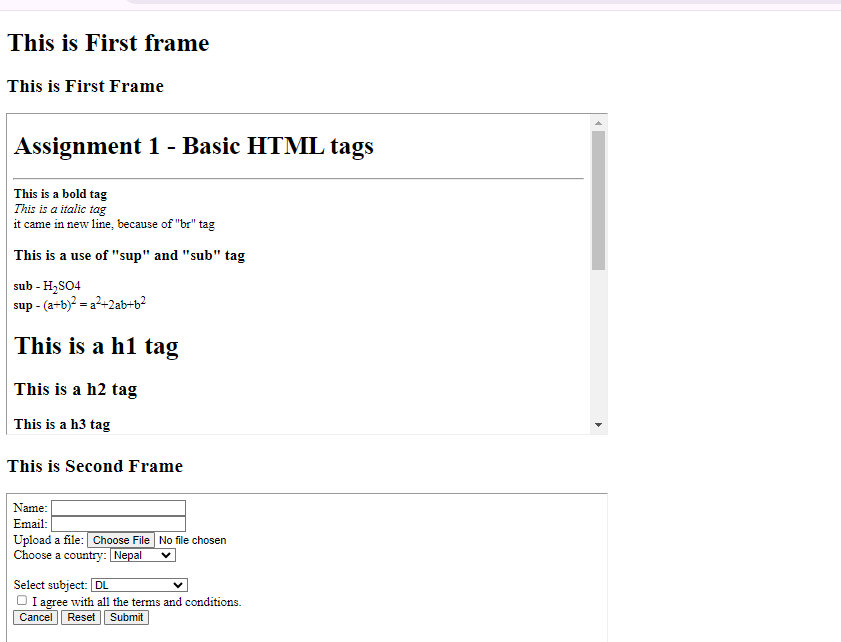 This is First frame
This is First Frame
Assignment 1 - Basic HTML tags
This is a bold tag
This is a italic tag
it came in new line, because of "br" tag
This is a use of "sup" and "sub" tag
sub - H₂SO4
sup - (a+b)² = a²+2ab+b²
This is a h1 tag
This is a h2 tag
This is a h3 tag
This is Second Frame
Name:
Email:
Upload a file: Choose File No file chosen
Choose a country: Nepal
Select subject: DL
I agree with all the terms and conditions.
Cancel Reset Submit